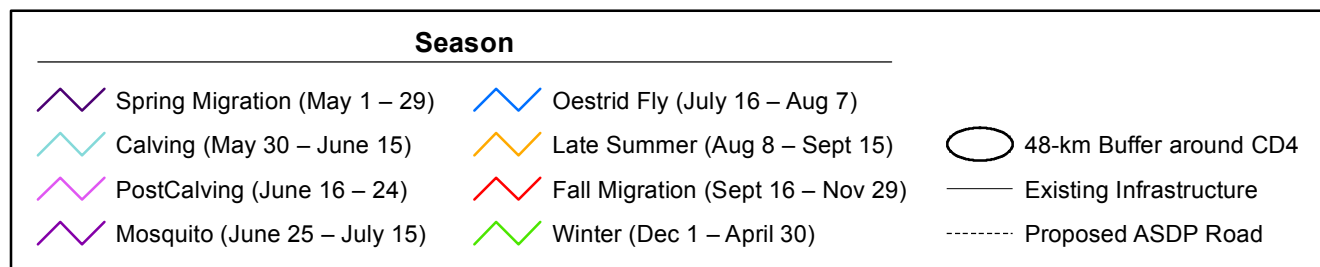 Season
Spring Migration (May 1 – 29)
Calving (May 30 – June 15)
PostCalving (June 16 – 24)
Mosquito (June 25 – July 15)
Oestrid Fly (July 16 – Aug 7)
Late Summer (Aug 8 – Sept 15)
Fall Migration (Sept 16 – Nov 29)
Winter (Dec 1 – April 30)
48-km Buffer around CD4
Existing Infrastructure
Proposed ASDP Road